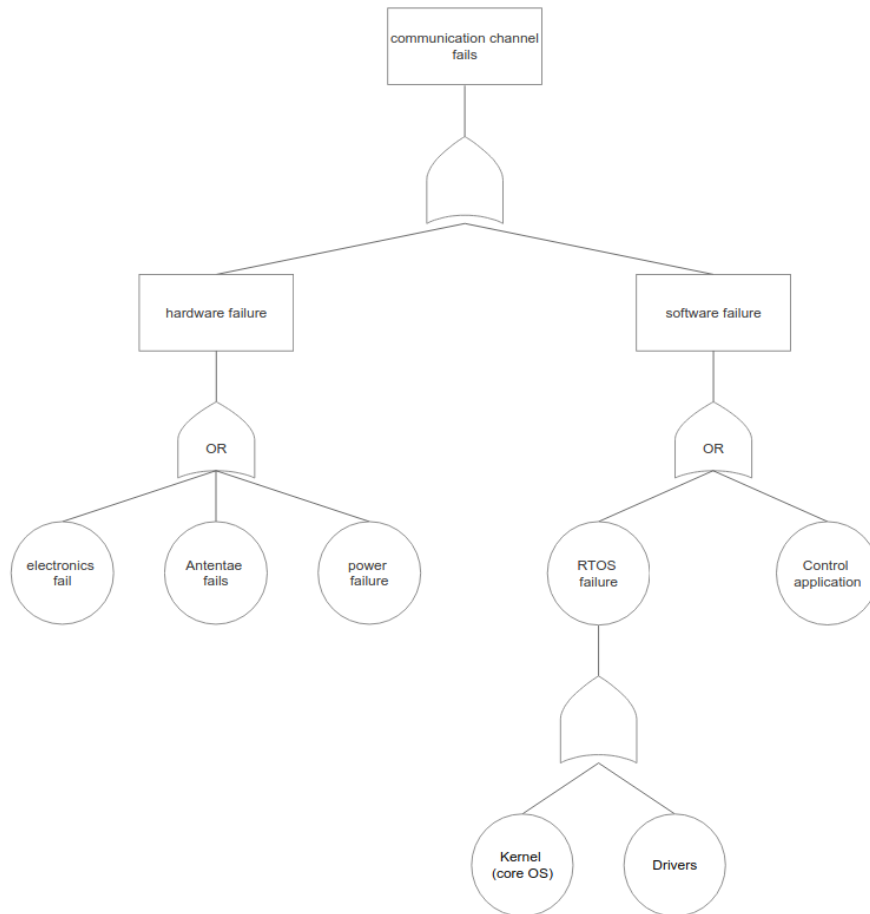 communication channel
fails
hardware failure
software failure
OR
OR
electronics
fail
Antentae
fails
power
failure
RTOS
failure
Control
application
Kernel
(core OS)
Drivers